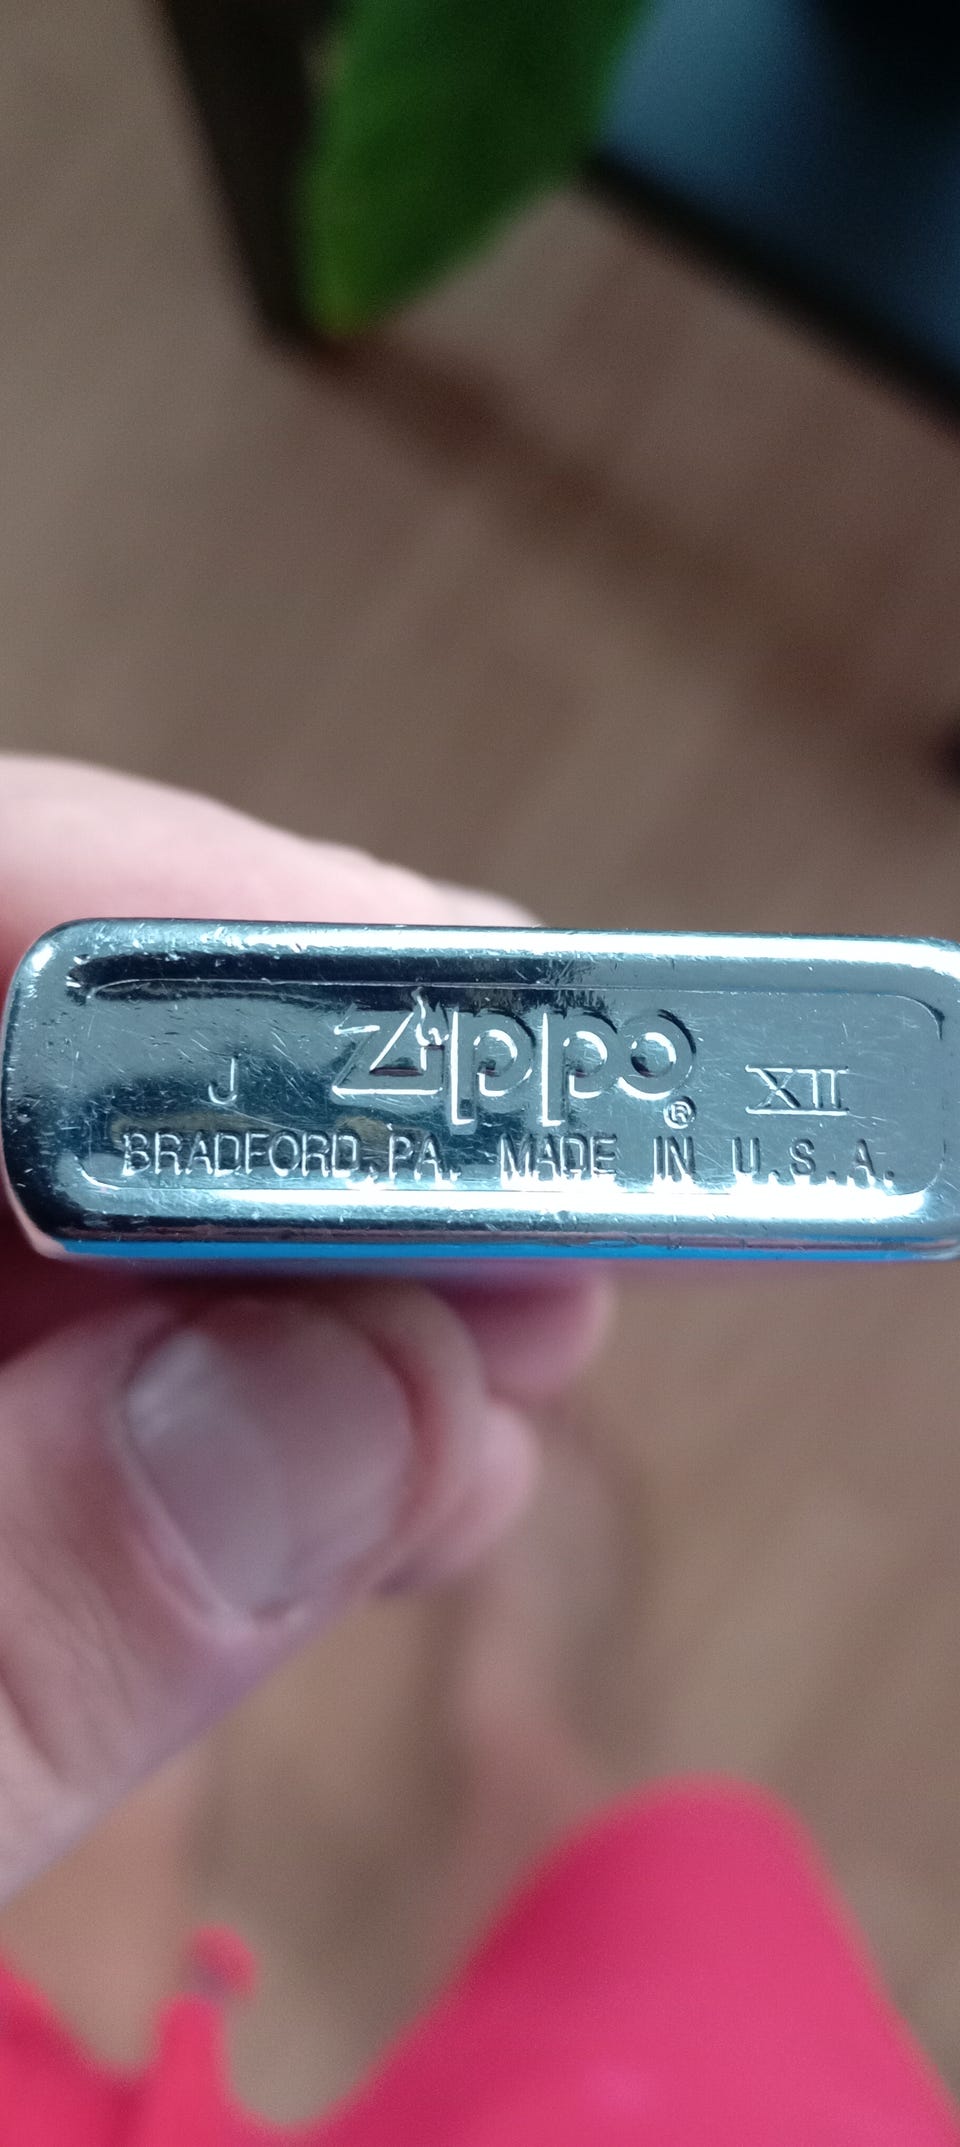 J Zippo® XII
BRADFORD, PA. MADE IN U.S.A.